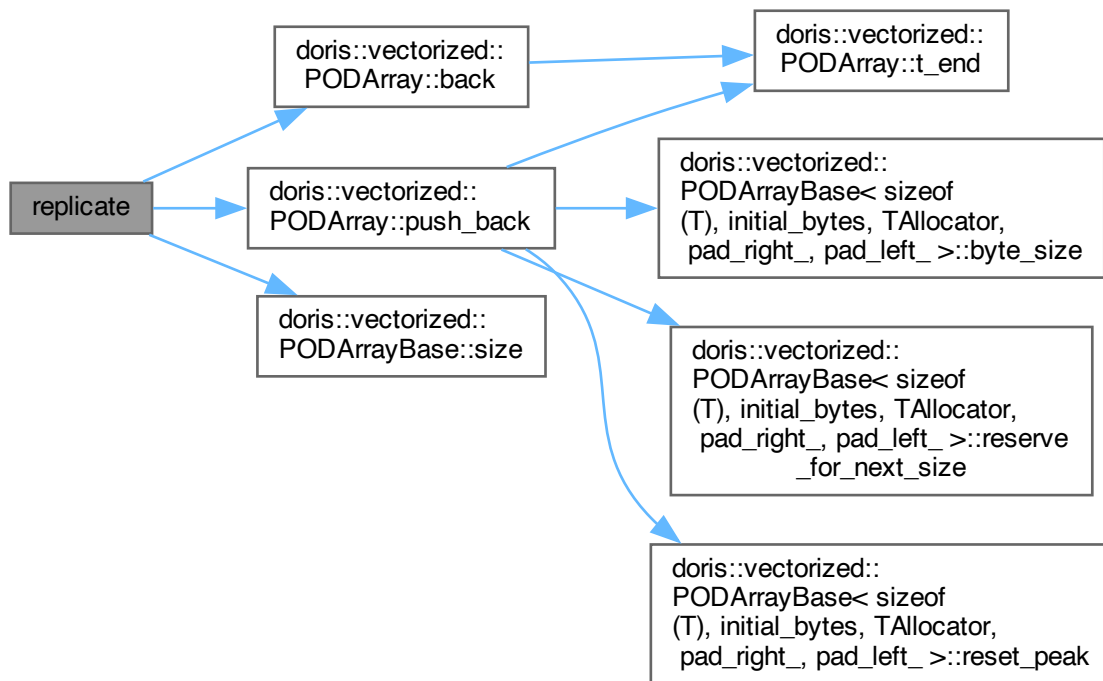 replicate
doris::vectorized::
PODArray::back
doris::vectorized::
PODArray::push_back
doris::vectorized::
PODArrayBase::size
doris::vectorized::
PODArray::t_end
doris::vectorized::
PODArrayBase< sizeof
(T), initial_bytes, TAllocator,
pad_right_, pad_left_ >::byte_size
doris::vectorized::
PODArrayBase< sizeof
(T), initial_bytes, TAllocator,
pad_right_, pad_left_ >::reserve
_for_next_size
doris::vectorized::
PODArrayBase< sizeof
(T), initial_bytes, TAllocator,
pad_right_, pad_left_ >::reset_peak